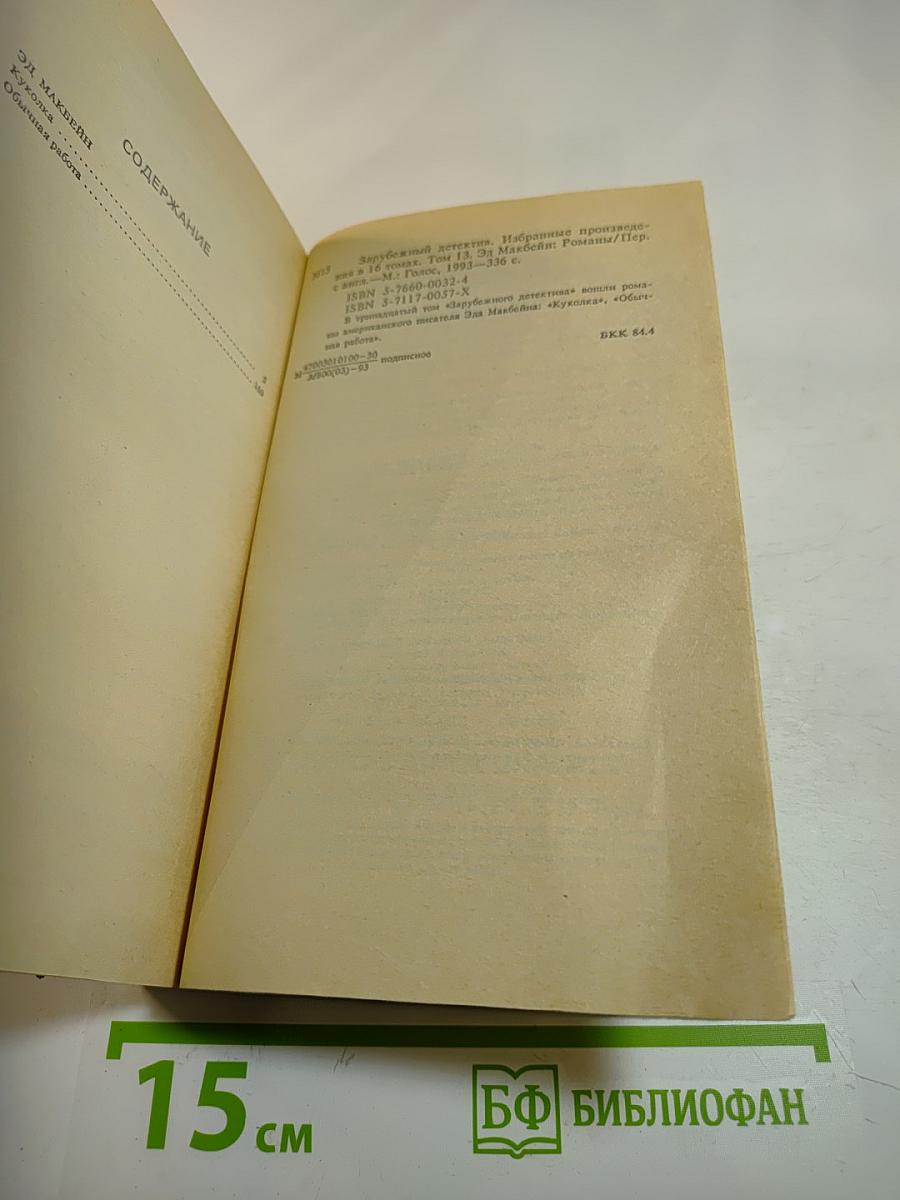 СОДЕРЖАНИЕ
ЭД МАКБЕЙН
Куколка
Обычная работа
Зарубежный детектив. Избранные произведе-
ния в 16 томах. Том 13. Эд Макбейн: Романы/Пер.
с англ.—М.: Голос, 1993—336 с.
ISBN 5-7660-0032-4
ISBN 5-7117-0057-X
В тринадцатый том «Зарубежного детектива» вошли рома-
ны американского писателя Эда Макбейна: «Куколка», «Обыч-
ная работа».
БКК 84.4
подписное
15 см
БФ БИБЛИОФАН